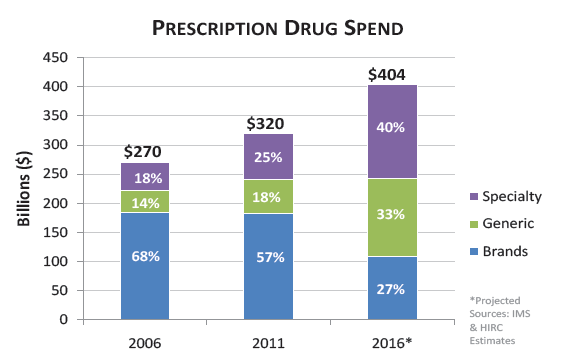 PRESCRIPTION DRUG SPEND
Billions ($)
450
400
350
300
250
200
150
100
50
0
$270
18%
14%
68%
$320
25%
18%
57%
$404
40%
33%
27%
2006
2011
2016*
Specialty
Generic
Brands
*Projected
Sources: IMS
& HIRC
Estimates